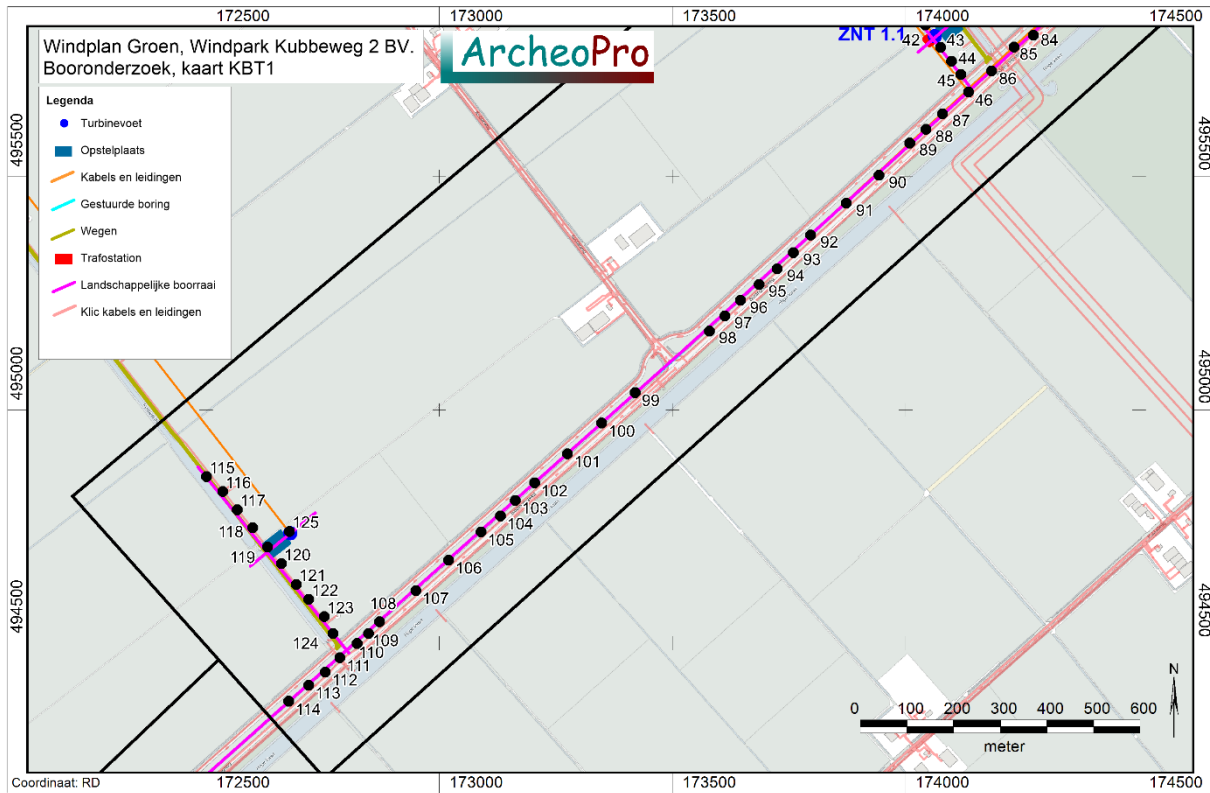 172500 173000 173500 174000 174500
Windplan Groen, Windpark Kubbeweg 2 BV.
Booronderzoek, kaart KBT1
ArcheoPro
Legenda
Turbinevoet
Opstelplaats
Kabels en leidingen
Gestuurde boring
Wegen
Trafostation
Landschappelijke boorraai
Klic kabels en leidingen
ZNT 1.1
42
43
44
45
46
84
85
86
87
88
89
90
91
92
93
94
95
96
97
98
99
100
101
102
103
104
105
106
107
108
109
110
111
112
113
114
115
116
117
118
119
120
121
122
123
124
125
495500
495000
494500
495500
495000
494500
N
0 100 200 300 400 500 600
meter
Coordinaat: RD
172500 173000 173500 174000 174500